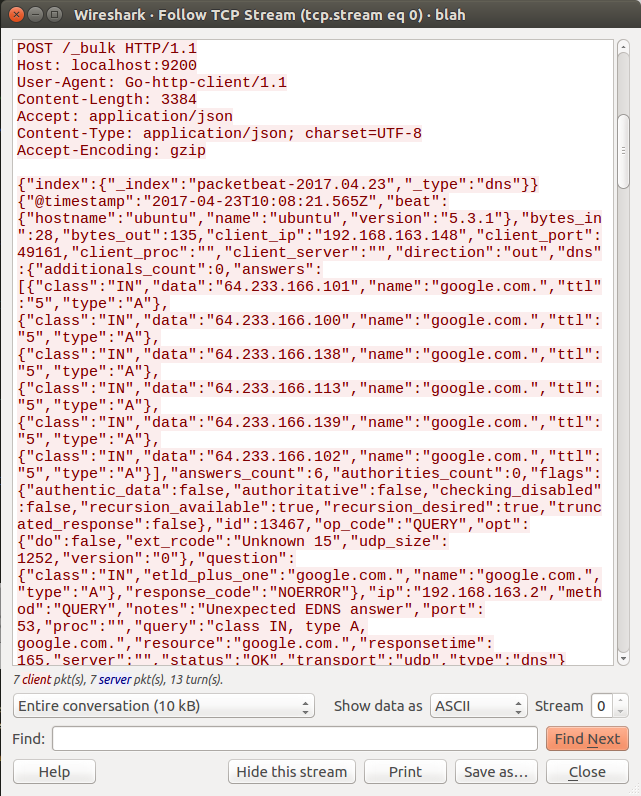 Wireshark · Follow TCP Stream (tcp.stream eq 0) · blah
POST /_bulk HTTP/1.1
Host: localhost:9200
User-Agent: Go-http-client/1.1
Content-Length: 3384
Accept: application/json
Content-Type: application/json; charset=UTF-8
Accept-Encoding: gzip
{"index":{"_index":"packetbeat-2017.04.23","_type":"dns"}}
{"@timestamp":"2017-04-23T10:08:21.565Z","beat":
{"hostname":"ubuntu","name":"ubuntu","version":"5.3.1"},"bytes_in
":28,"bytes_out":135,"client_ip":"192.168.163.148","client_port":
49161,"client_proc":"","client_server":"","direction":"out","dns"
:{"additionals_count":0,"answers":
[{"class":"IN","data":"64.233.166.101","name":"google.com.","ttl"
:"5","type":"A"},
{"class":"IN","data":"64.233.166.100","name":"google.com.","ttl":
"5","type":"A"},
{"class":"IN","data":"64.233.166.138","name":"google.com.","ttl":
"5","type":"A"},
{"class":"IN","data":"64.233.166.113","name":"google.com.","ttl":
"5","type":"A"},
{"class":"IN","data":"64.233.166.139","name":"google.com.","ttl":
"5","type":"A"},
{"class":"IN","data":"64.233.166.102","name":"google.com.","ttl":
"5","type":"A"}],"answers_count":6,"authorities_count":0,"flags":
{"authentic_data":false,"authoritative":false,"checking_disabled"
:false,"recursion_available":true,"recursion_desired":true,"trunc
ated_response":false},"id":13467,"op_code":"QUERY","opt":
{"do":false,"ext_rcode":"Unknown 15","udp_size":
1252,"version":"0"},"question":
{"class":"IN","etld_plus_one":"google.com.","name":"google.com.",
"type":"A"},"response_code":"NOERROR"},"ip":"192.168.163.2","meth
od":"QUERY","notes":"Unexpected EDNS answer","port":
53,"proc":"","query":"class IN, type A,
google.com.","resource":"google.com.","responsetime":
165,"server":"","status":"OK","transport":"udp","type":"dns"}
7 client pkt(s), 7 server pkt(s), 13 turn(s).
Entire conversation (10 kB) Show data as ASCII Stream 0
Find: Find Next
Help Hide this stream Print Save as... Close